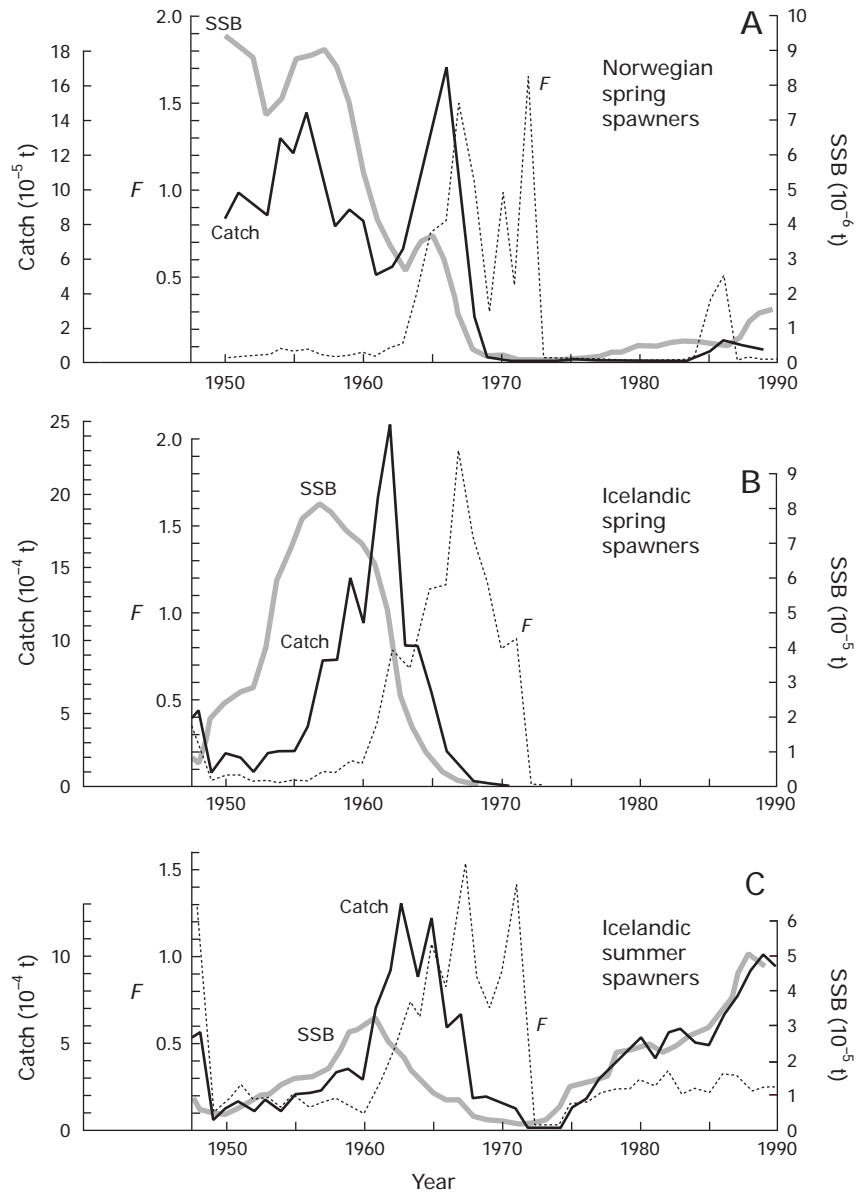 A
Norwegian
spring
spawners
SSB
Catch
F
Catch (10⁻⁵ t)
18
16
14
12
10
8
6
4
2
0
F
2.0
1.5
1.0
0.5
SSB (10⁻⁶ t)
10
9
8
7
6
5
4
3
2
1
0
1950 1960 1970 1980 1990
B
Icelandic
spring
spawners
SSB
Catch
F
Catch (10⁻⁴ t)
25
20
15
10
5
0
F
2.0
1.5
1.0
0.5
SSB (10⁻⁵ t)
9
8
7
6
5
4
3
2
1
0
1950 1960 1970 1980 1990
C
Icelandic
summer
spawners
Catch
SSB
F
Catch (10⁻⁴ t)
10
5
0
F
1.5
1.0
0.5
SSB (10⁻⁵ t)
6
5
4
3
2
1
0
1950 1960 1970 1980 1990
Year